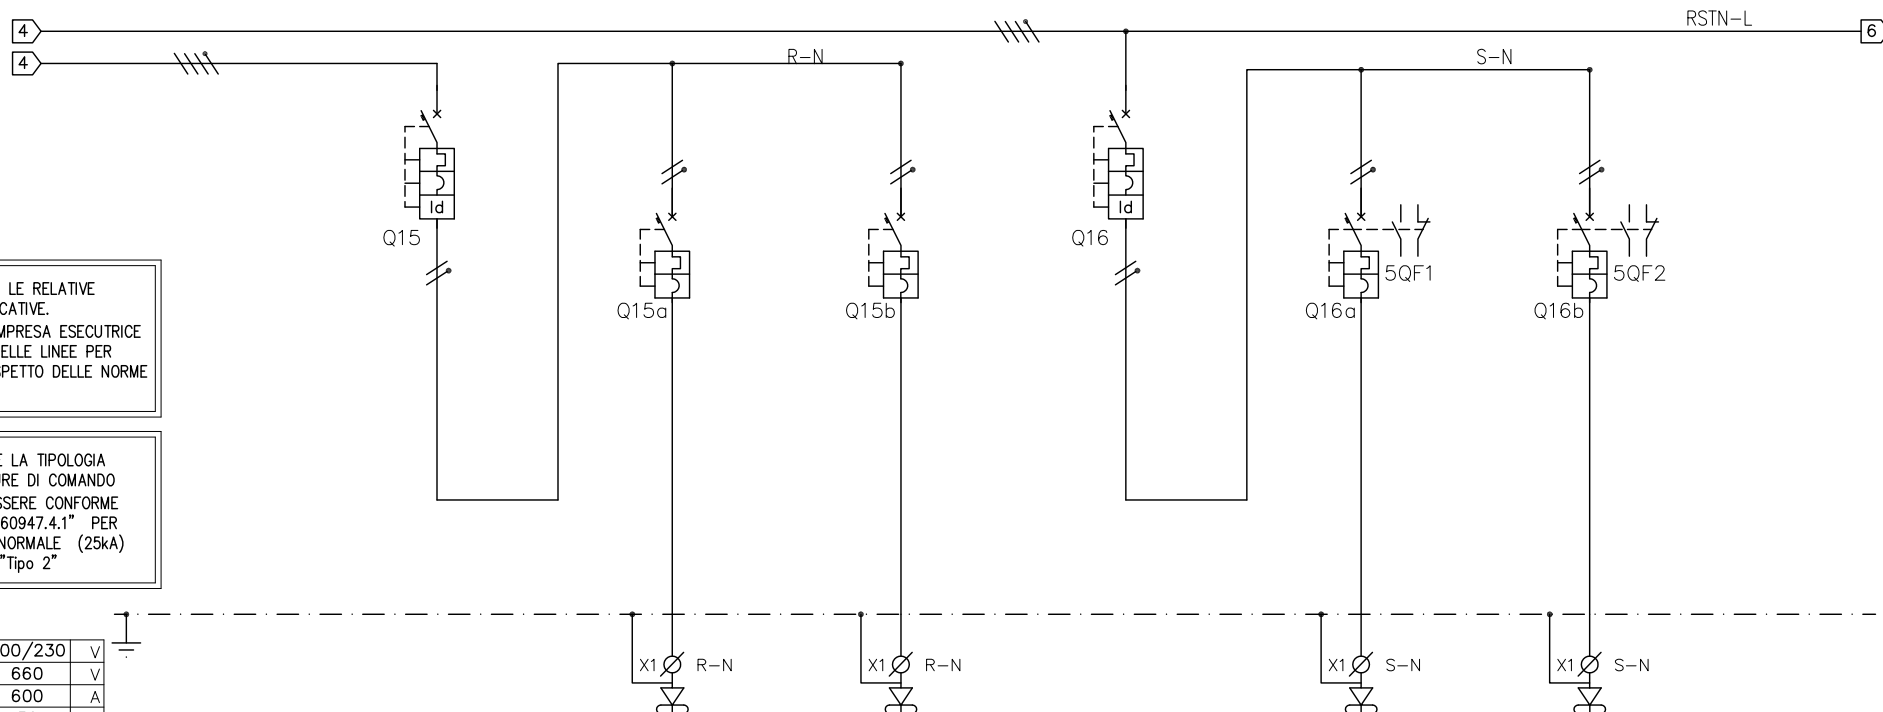 4
RSTN-L
6
4
R-N
S-N
Id
Id
Q15
Q16
5QF1
5QF2
Q15a
Q15b
Q16a
Q16b
LE RELATIVE
CATIVE.
MPRESA ESECUTRICE
ELLE LINEE PER
SPETTO DELLE NORME
E LA TIPOLOGIA
URE DI COMANDO
SSERE CONFORME
60947.4.1" PER
NORMALE (25kA)
"Tipo 2"
00/230 V
660 V
600 A
X1 R-N
X1 R-N
X1 S-N
X1 S-N